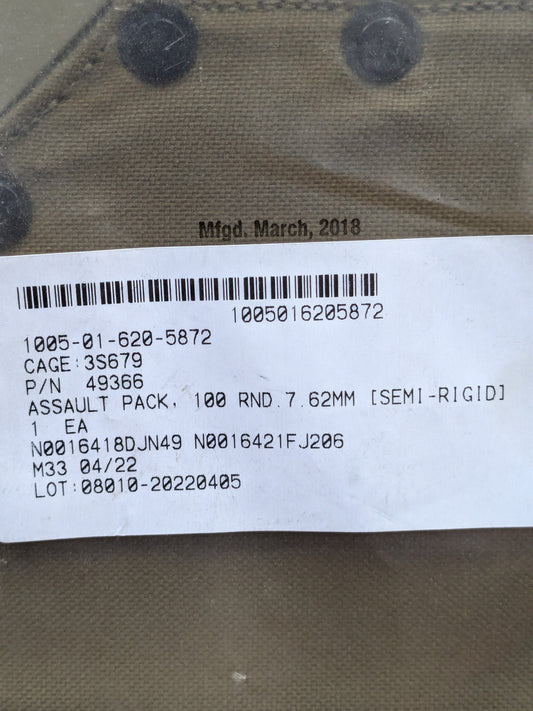 Mfgd. March, 2018
1005016205872
1005-01-620-5872
CAGE:3S679
P/N 49366
ASSAULT PACK, 100 RND.7.62MM [SEMI-RIGID]
1 EA
N0016418DJN49 N0016421FJ206
M33 04/22
LOT:08010-20220405